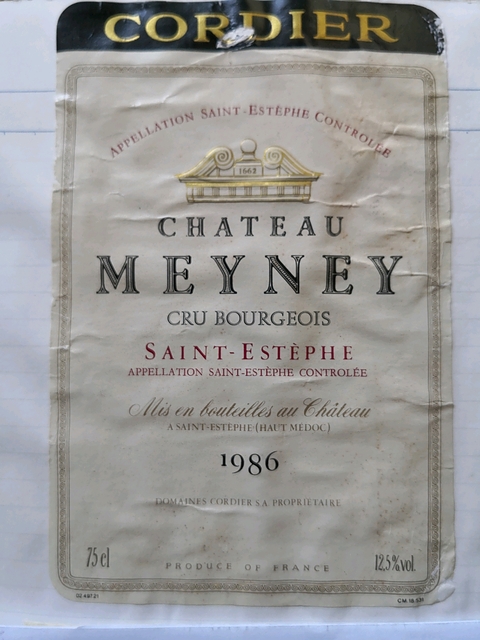 CORDIER
APPELLATION SAINT-ESTÈPHE CONTROLÉE
1662
CHATEAU
MEYNEY
CRU BOURGEOIS
SAINT-ESTÈPHE
APPELLATION SAINT-ESTÈPHE CONTROLÉE
Mis en bouteilles au Château
A SAINT-ESTÈPHE (HAUT MÉDOC)
1986
DOMAINES CORDIER S.A. PROPRIÉTAIRE
75 cl
PRODUCE OF FRANCE
12,5% vol.